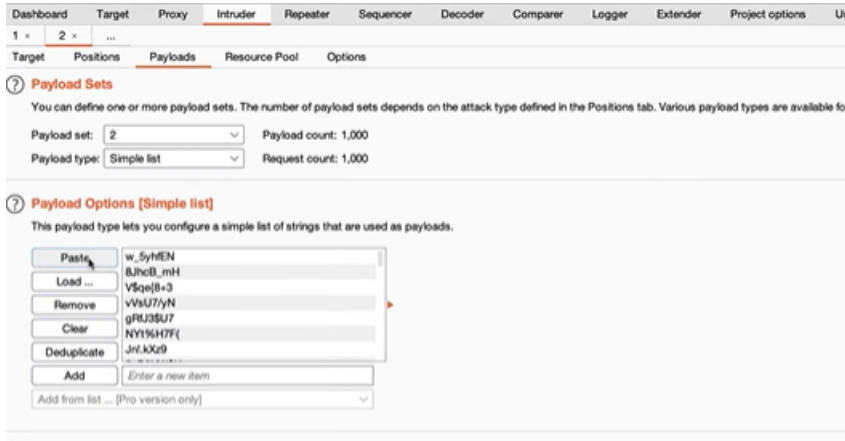 Dashboard Target Proxy Intruder Repeater Sequencer Decoder Comparer Logger Extender Project options
1 × 2 × ...
Target Positions Payloads Resource Pool Options
? Payload Sets
You can define one or more payload sets. The number of payload sets depends on the attack type defined in the Positions tab. Various payload types are available
Payload set: 2 Payload count: 1,000
Payload type: Simple list Request count: 1,000
? Payload Options [Simple list]
This payload type lets you configure a simple list of strings that are used as payloads.
Paste w_5yhfEN
8JhcB_mH
Load ... V$qe[8+3
Remove vVsU7/yN
gRfJ3$U7
Clear NYt%H7F(
Deduplicate
Add Enter a new item
Add from list ... [Pro version only]